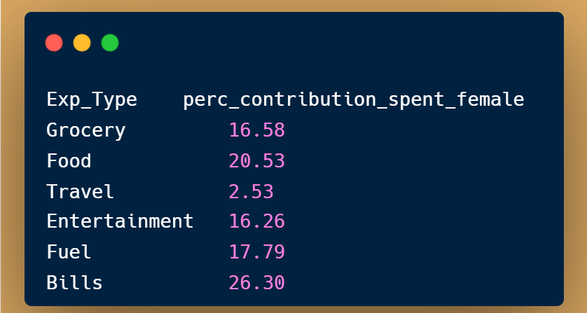 Exp_Type perc_contribution_spent_female
Grocery 16.58
Food 20.53
Travel 2.53
Entertainment 16.26
Fuel 17.79
Bills 26.30